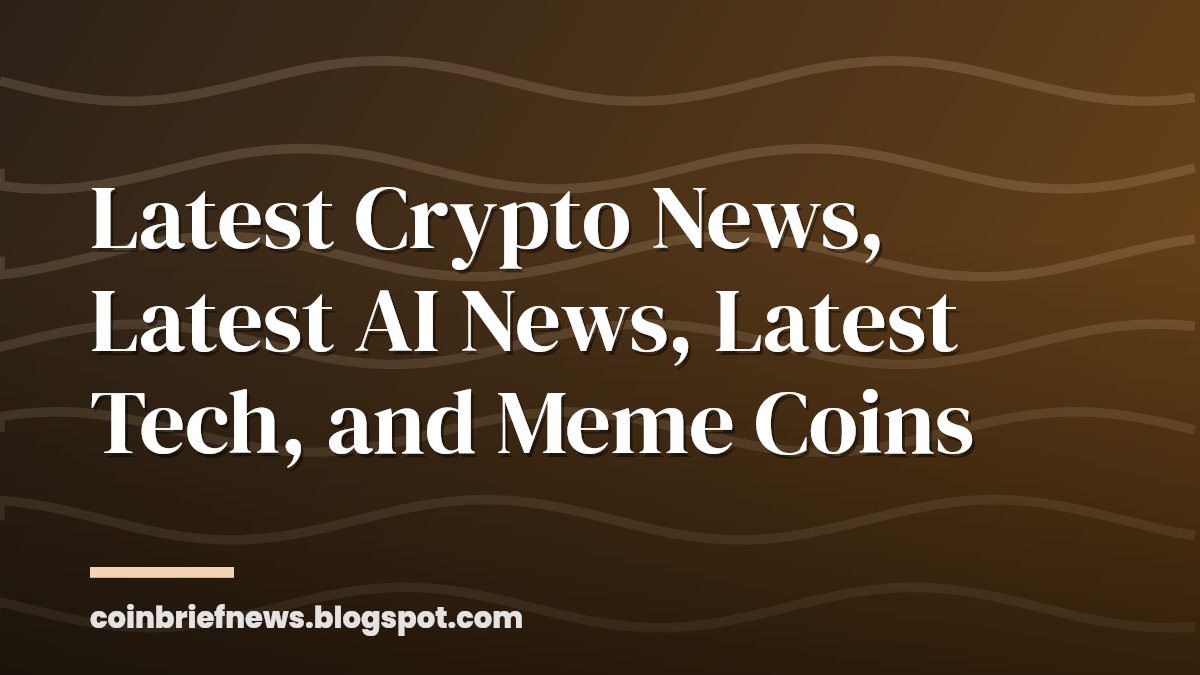 Latest Crypto News,
Latest AI News, Latest
Tech, and Meme Coins
coinbriefnews.blogspot.com